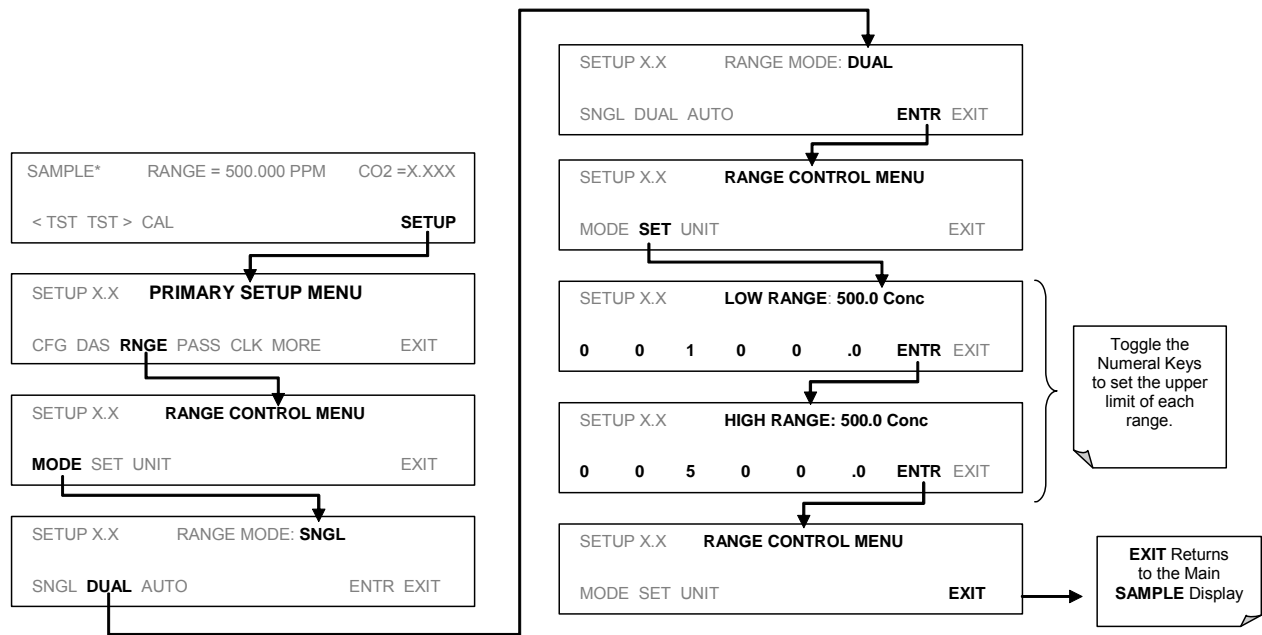 SAMPLE* RANGE = 500.000 PPM CO2 =X.XXX
< TST TST > CAL SETUP
SETUP X.X PRIMARY SETUP MENU
CFG DAS RNGE PASS CLK MORE EXIT
SETUP X.X RANGE CONTROL MENU
MODE SET UNIT EXIT
SETUP X.X RANGE MODE: SNGL
SNGL DUAL AUTO ENTR EXIT
SETUP X.X RANGE MODE: DUAL
SNGL DUAL AUTO ENTR EXIT
SETUP X.X RANGE CONTROL MENU
MODE SET UNIT EXIT
SETUP X.X LOW RANGE: 500.0 Conc
0 0 1 0 0 .0 ENTR EXIT
SETUP X.X HIGH RANGE: 500.0 Conc
0 0 5 0 0 .0 ENTR EXIT
Toggle the
Numeral Keys
to set the upper
limit of each
range.
SETUP X.X RANGE CONTROL MENU
MODE SET UNIT EXIT
EXIT Returns
to the Main
SAMPLE Display